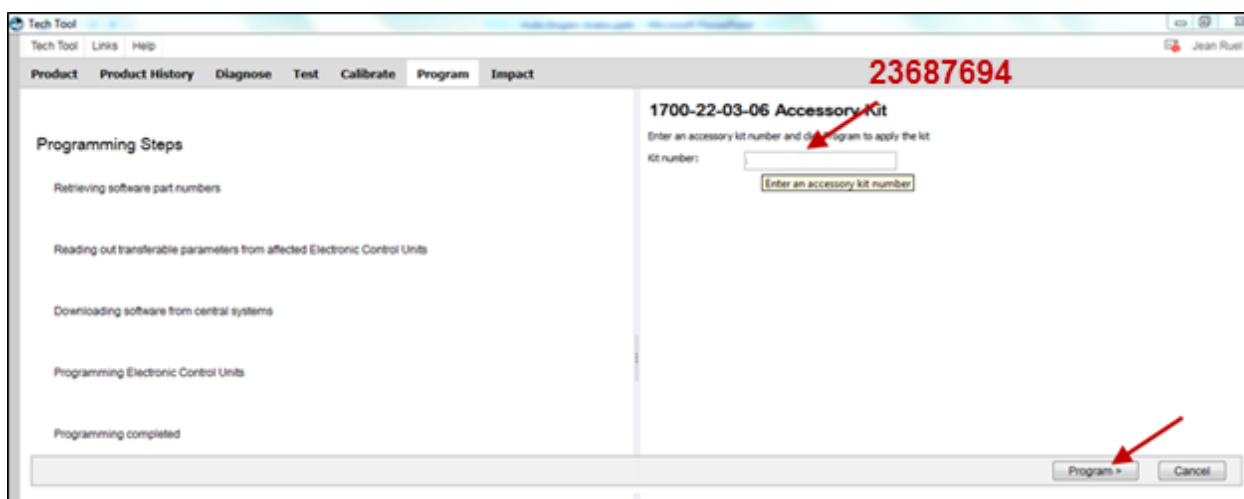 Tech Tool
Tech Tool Links Help
Jean Ruel
Product Product History Diagnose Test Calibrate Program Impact
23687694
1700-22-03-06 Accessory Kit
Enter an accessory kit number and click Program to apply the kit
Kit number:
Enter an accessory kit number
Programming Steps
Retrieving software part numbers
Reading out transferable parameters from affected Electronic Control Units
Downloading software from central systems
Programming Electronic Control Units
Programming completed
Program >
Cancel